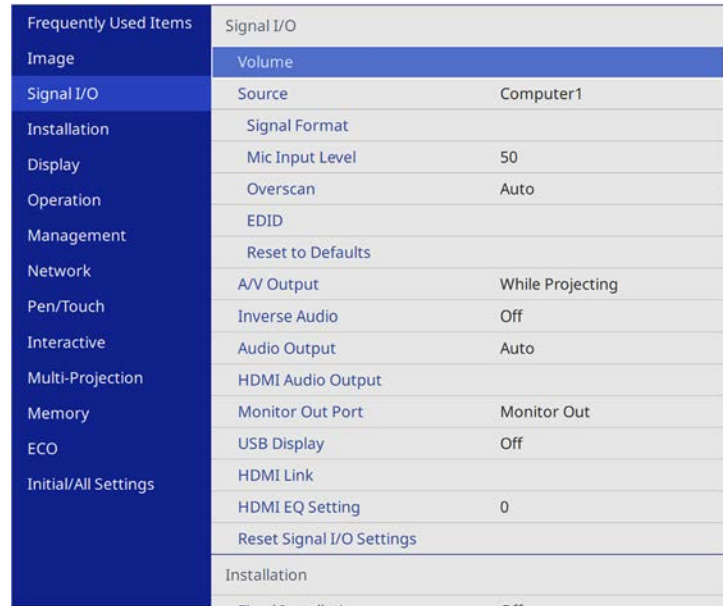 Frequently Used Items
Image
Signal I/O
Installation
Display
Operation
Management
Network
Pen/Touch
Interactive
Multi-Projection
Memory
ECO
Initial/All Settings
Signal I/O
Volume
Source Computer1
Signal Format
Mic Input Level 50
Overscan Auto
EDID
Reset to Defaults
A/V Output While Projecting
Inverse Audio Off
Audio Output Auto
HDMI Audio Output
Monitor Out Port Monitor Out
USB Display Off
HDMI Link
HDMI EQ Setting 0
Reset Signal I/O Settings
Installation